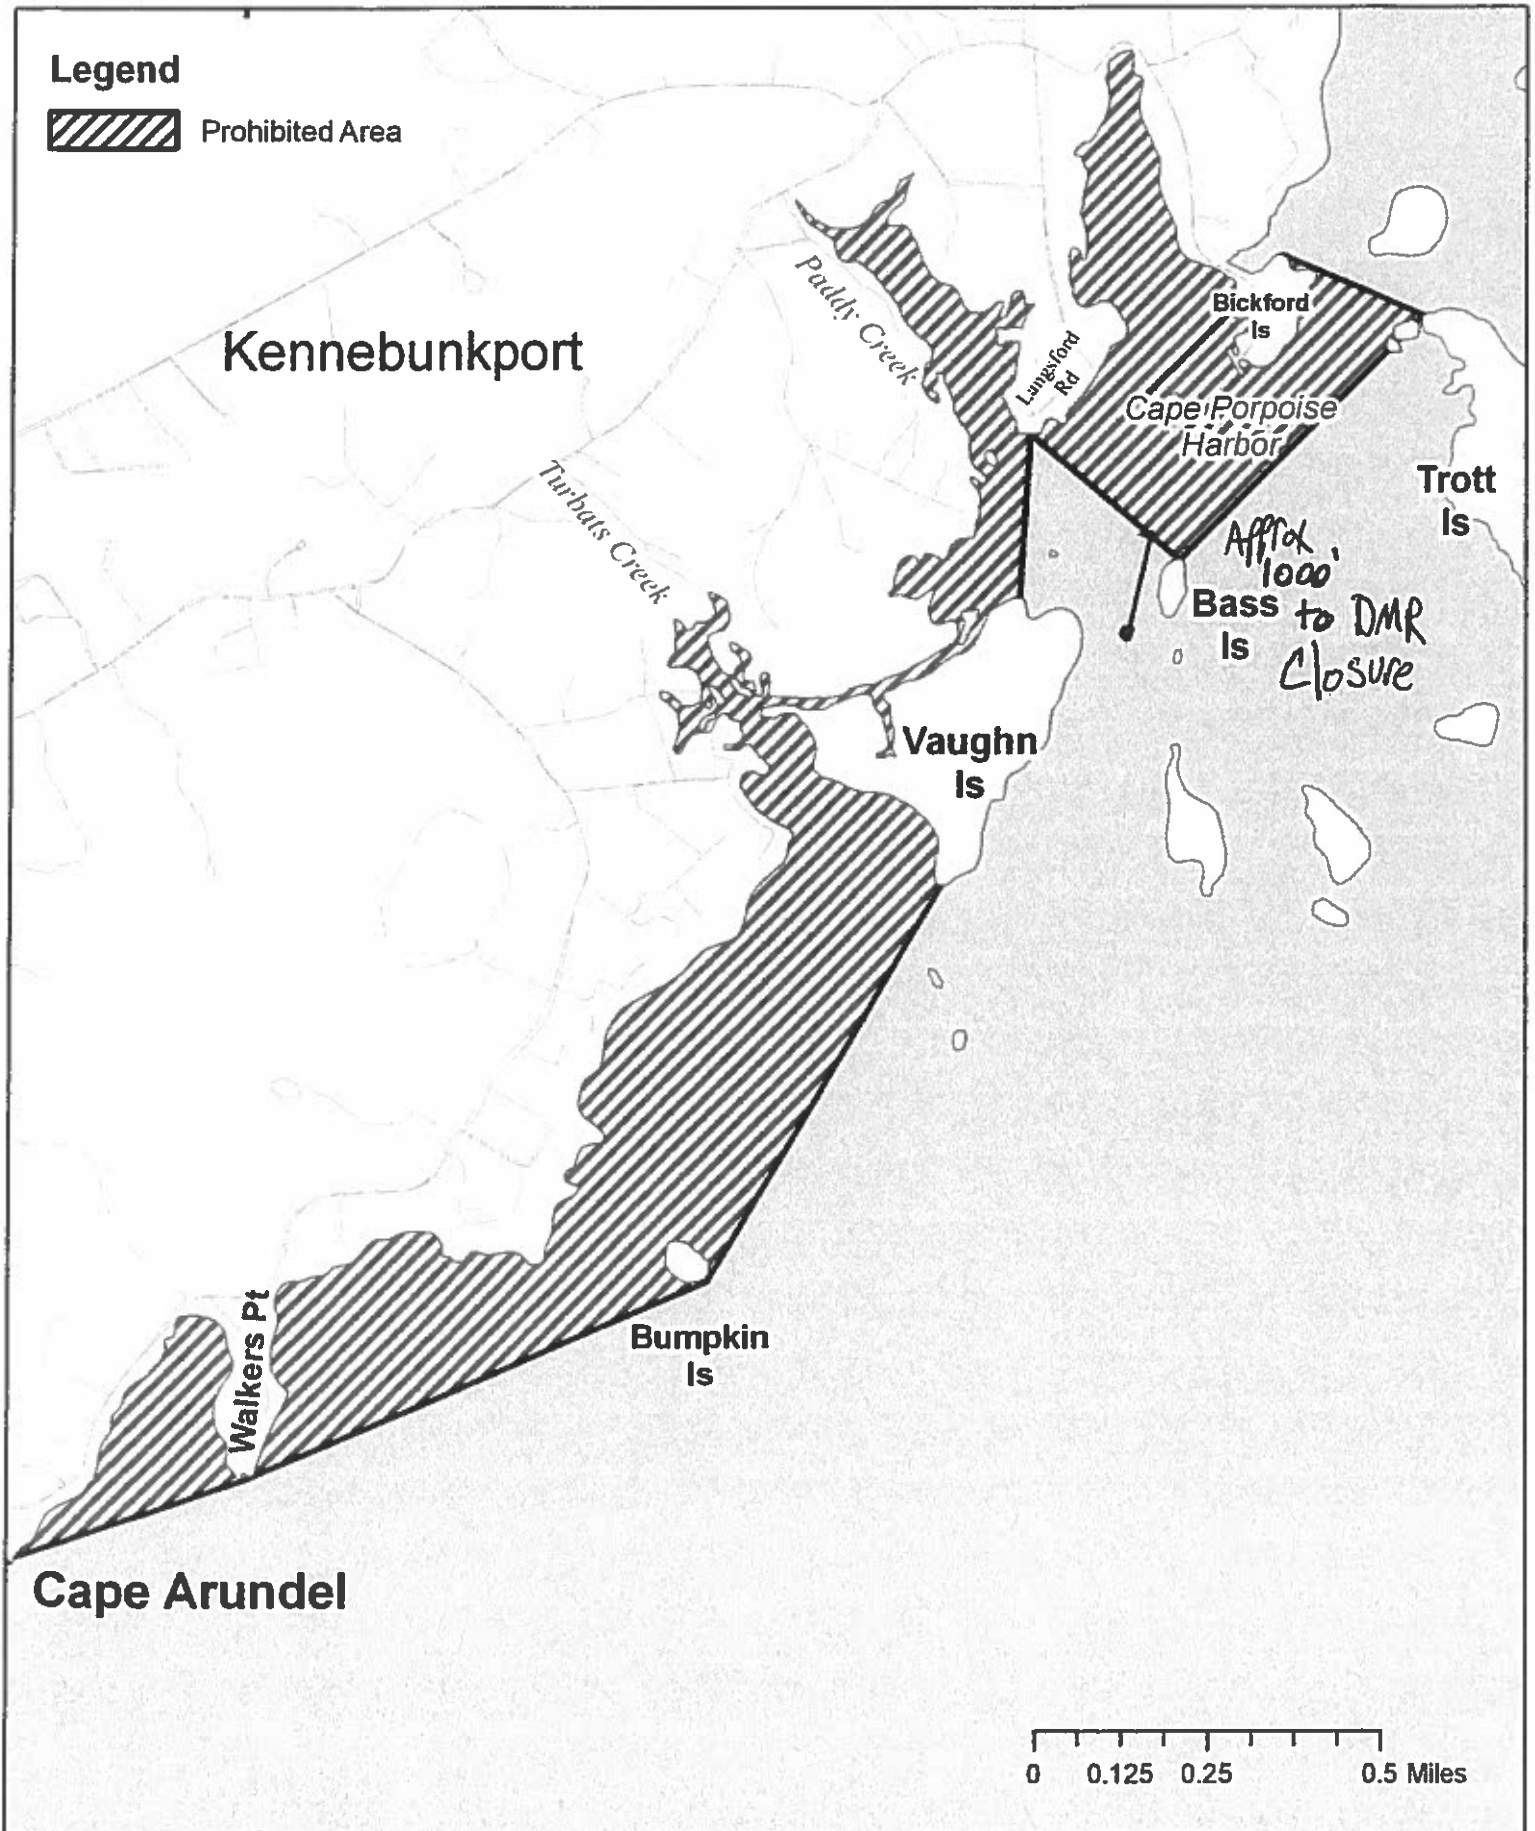 Legend
Prohibited Area
Kennebunkport
Paddy Creek
Langsford
Rd
Bickford
Is
Cape Porpoise
Harbor
Trott
Is
Turbats Creek
Approx
1000'
to DMR
Closure
Bass
Is
Vaughn
Is
Walkers Pt
Bumpkin
Is
Cape Arundel
0 0.125 0.25 0.5 Miles